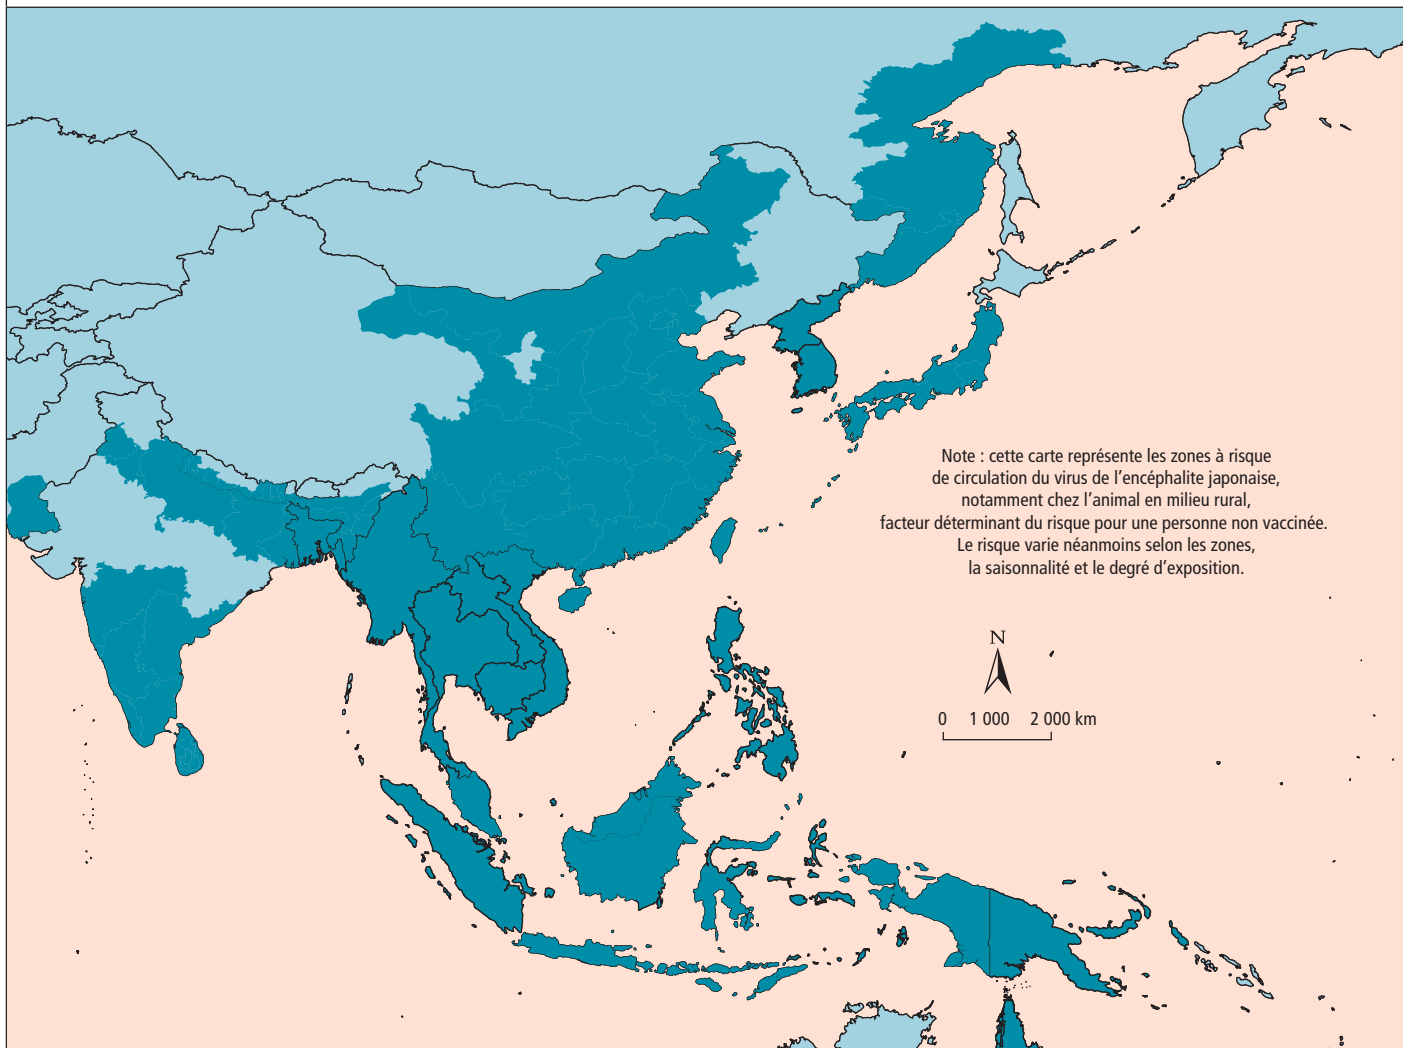 Note : cette carte représente les zones à risque
de circulation du virus de l’encéphalite japonaise,
notamment chez l’animal en milieu rural,
facteur déterminant du risque pour une personne non vaccinée.
Le risque varie néanmoins selon les zones,
la saisonnalité et le degré d’exposition.
N
0 1 000 2 000 km